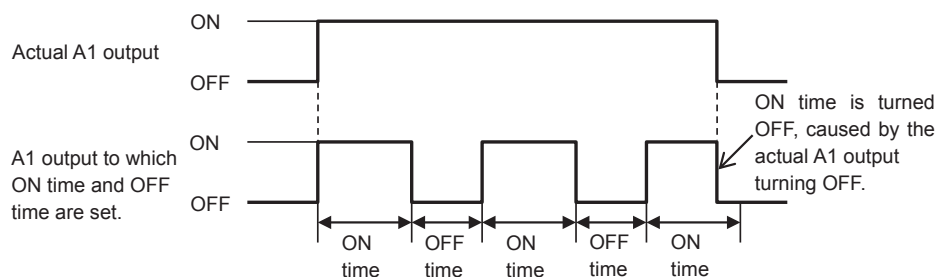 ON
Actual A1 output
OFF
ON time is turned
OFF, caused by the
actual A1 output
turning OFF.
ON
A1 output to which
ON time and OFF
time are set.
OFF
ON
time
OFF
time
ON
time
OFF
time
ON
time